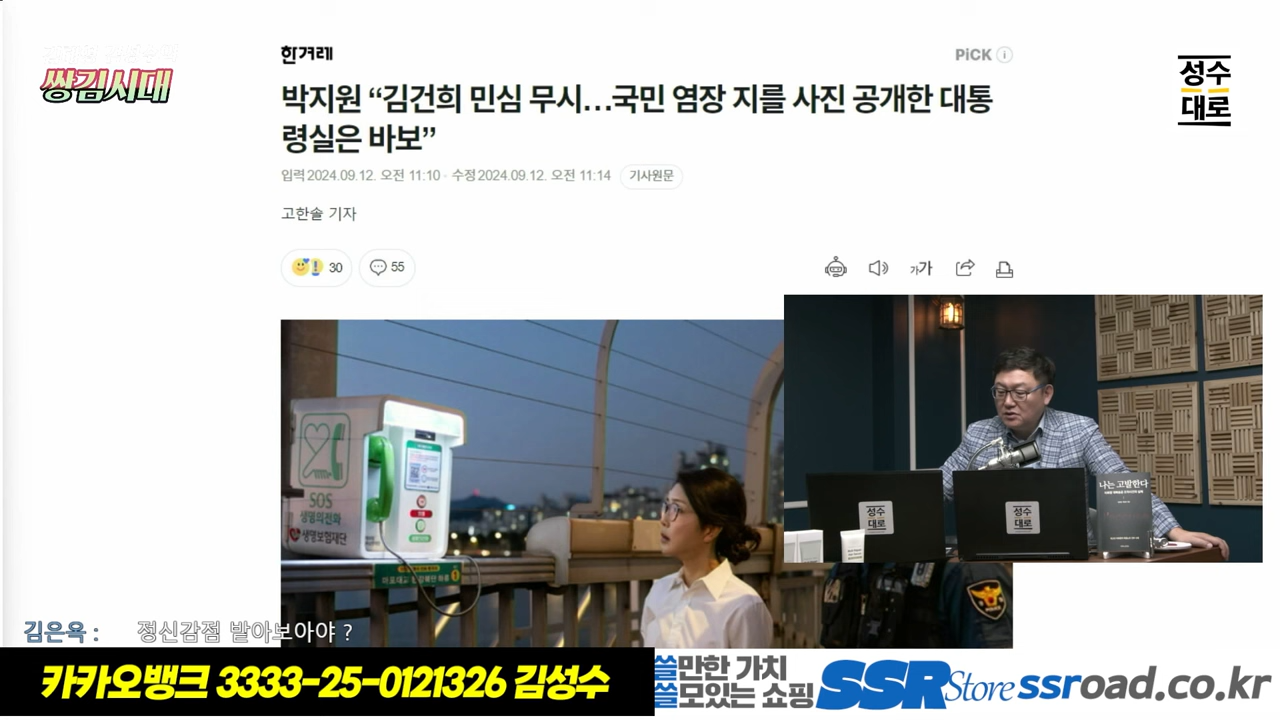 쌍김시대
한겨레
PiCK
성수
대로
박지원 “김건희 민심 무시…국민 염장 지를 사진 공개한 대통
령실은 바보”
입력 2024.09.12. 오전 11:10 · 수정 2024.09.12. 오전 11:14 기사원문
고한솔 기자
30 55
가가
SOS
생명의전화
생명보험재단
성수
대로
성수
대로
나는 고발한다
김은옥 : 정신감점 발아보아야 ?
카카오뱅크 3333-25-0121326 김성수
쓸만한 가치
쓸모있는 쇼핑
SSR Store ssroad.co.kr